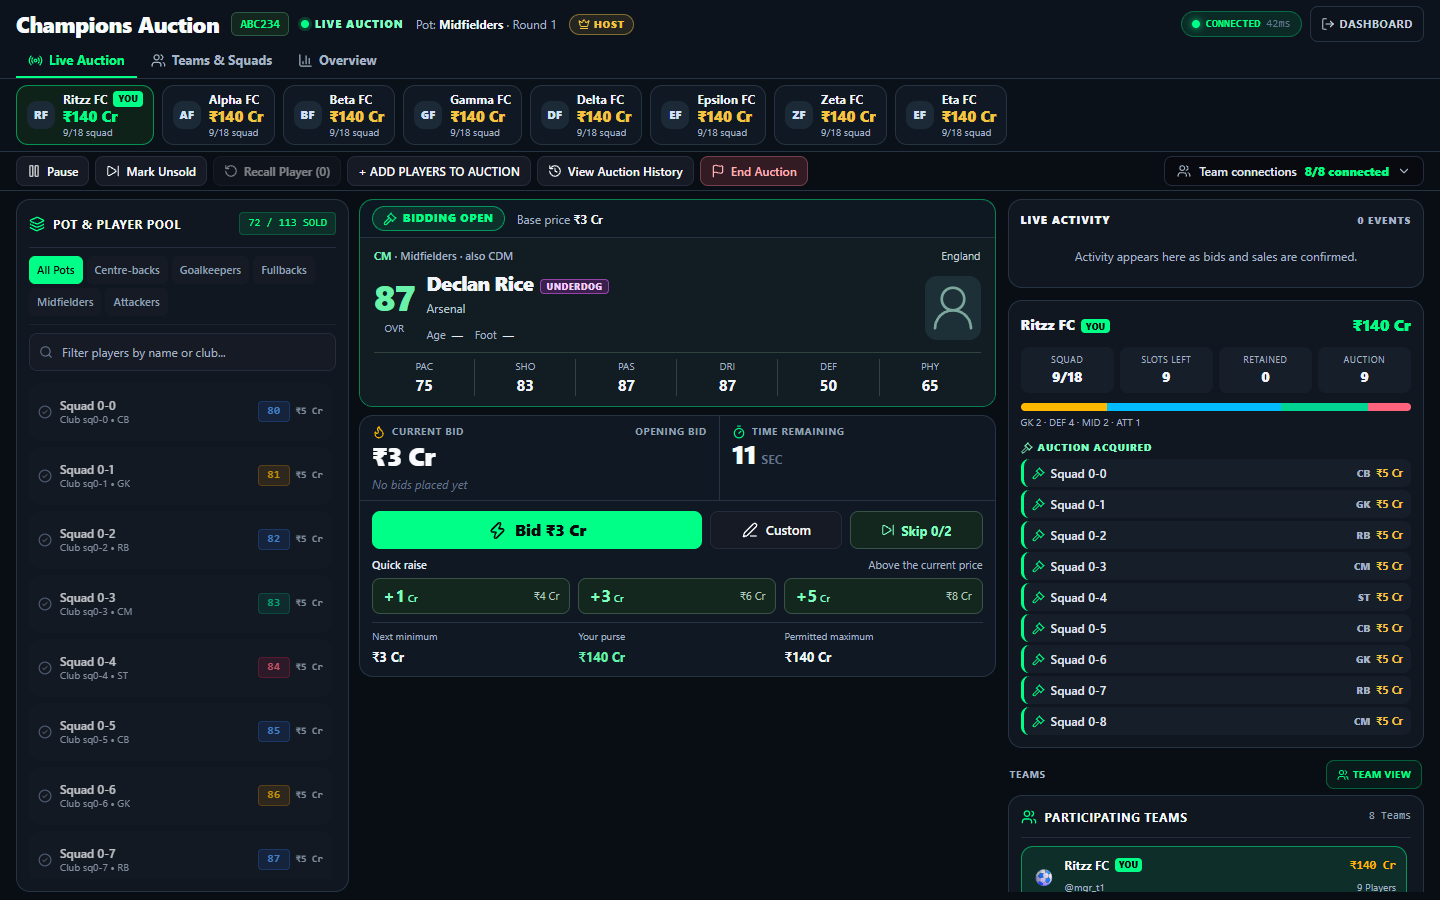 Champions Auction ABC234 LIVE AUCTION Pot: Midfielders · Round 1 HOST CONNECTED 42ms DASHBOARD
Live Auction Teams & Squads Overview
RF Ritzz FC YOU ₹140 Cr 9/18 squad
AF Alpha FC ₹140 Cr 9/18 squad
BF Beta FC ₹140 Cr 9/18 squad
GF Gamma FC ₹140 Cr 9/18 squad
DF Delta FC ₹140 Cr 9/18 squad
EF Epsilon FC ₹140 Cr 9/18 squad
ZF Zeta FC ₹140 Cr 9/18 squad
EF Eta FC ₹140 Cr 9/18 squad
Pause Mark Unsold Recall Player (0) + ADD PLAYERS TO AUCTION View Auction History End Auction Team connections 8/8 connected
POT & PLAYER POOL 72 / 113 SOLD
All Pots Centre-backs Goalkeepers Fullbacks
Midfielders Attackers
Filter players by name or club...
Squad 0-0 80 ₹5 Cr
Club sq0-0 • CB
Squad 0-1 81 ₹5 Cr
Club sq0-1 • GK
Squad 0-2 82 ₹5 Cr
Club sq0-2 • RB
Squad 0-3 83 ₹5 Cr
Club sq0-3 • CM
Squad 0-4 84 ₹5 Cr
Club sq0-4 • ST
Squad 0-5 85 ₹5 Cr
Club sq0-5 • CB
Squad 0-6 86 ₹5 Cr
Club sq0-6 • GK
Squad 0-7 87 ₹5 Cr
Club sq0-7 • RB
BIDDING OPEN Base price ₹3 Cr
CM · Midfielders · also CDM England
87 OVR
Declan Rice UNDERDOG
Arsenal
Age — Foot —
PAC SHO PAS DRI DEF PHY
75 83 87 87 50 65
CURRENT BID OPENING BID TIME REMAINING
₹3 Cr 11 SEC
No bids placed yet
Bid ₹3 Cr Custom Skip 0/2
Quick raise Above the current price
+1 Cr ₹4 Cr +3 Cr ₹6 Cr +5 Cr ₹8 Cr
Next minimum Your purse Permitted maximum
₹3 Cr ₹140 Cr ₹140 Cr
LIVE ACTIVITY 0 EVENTS
Activity appears here as bids and sales are confirmed.
Ritzz FC YOU ₹140 Cr
SQUAD SLOTS LEFT RETAINED AUCTION
9/18 9 0 9
GK 2 · DEF 4 · MID 2 · ATT 1
AUCTION ACQUIRED
Squad 0-0 CB ₹5 Cr
Squad 0-1 GK ₹5 Cr
Squad 0-2 RB ₹5 Cr
Squad 0-3 CM ₹5 Cr
Squad 0-4 ST ₹5 Cr
Squad 0-5 CB ₹5 Cr
Squad 0-6 GK ₹5 Cr
Squad 0-7 RB ₹5 Cr
Squad 0-8 CM ₹5 Cr
TEAMS TEAM VIEW
PARTICIPATING TEAMS 8 Teams
Ritzz FC YOU ₹140 Cr
@mgr_t1 9 Players